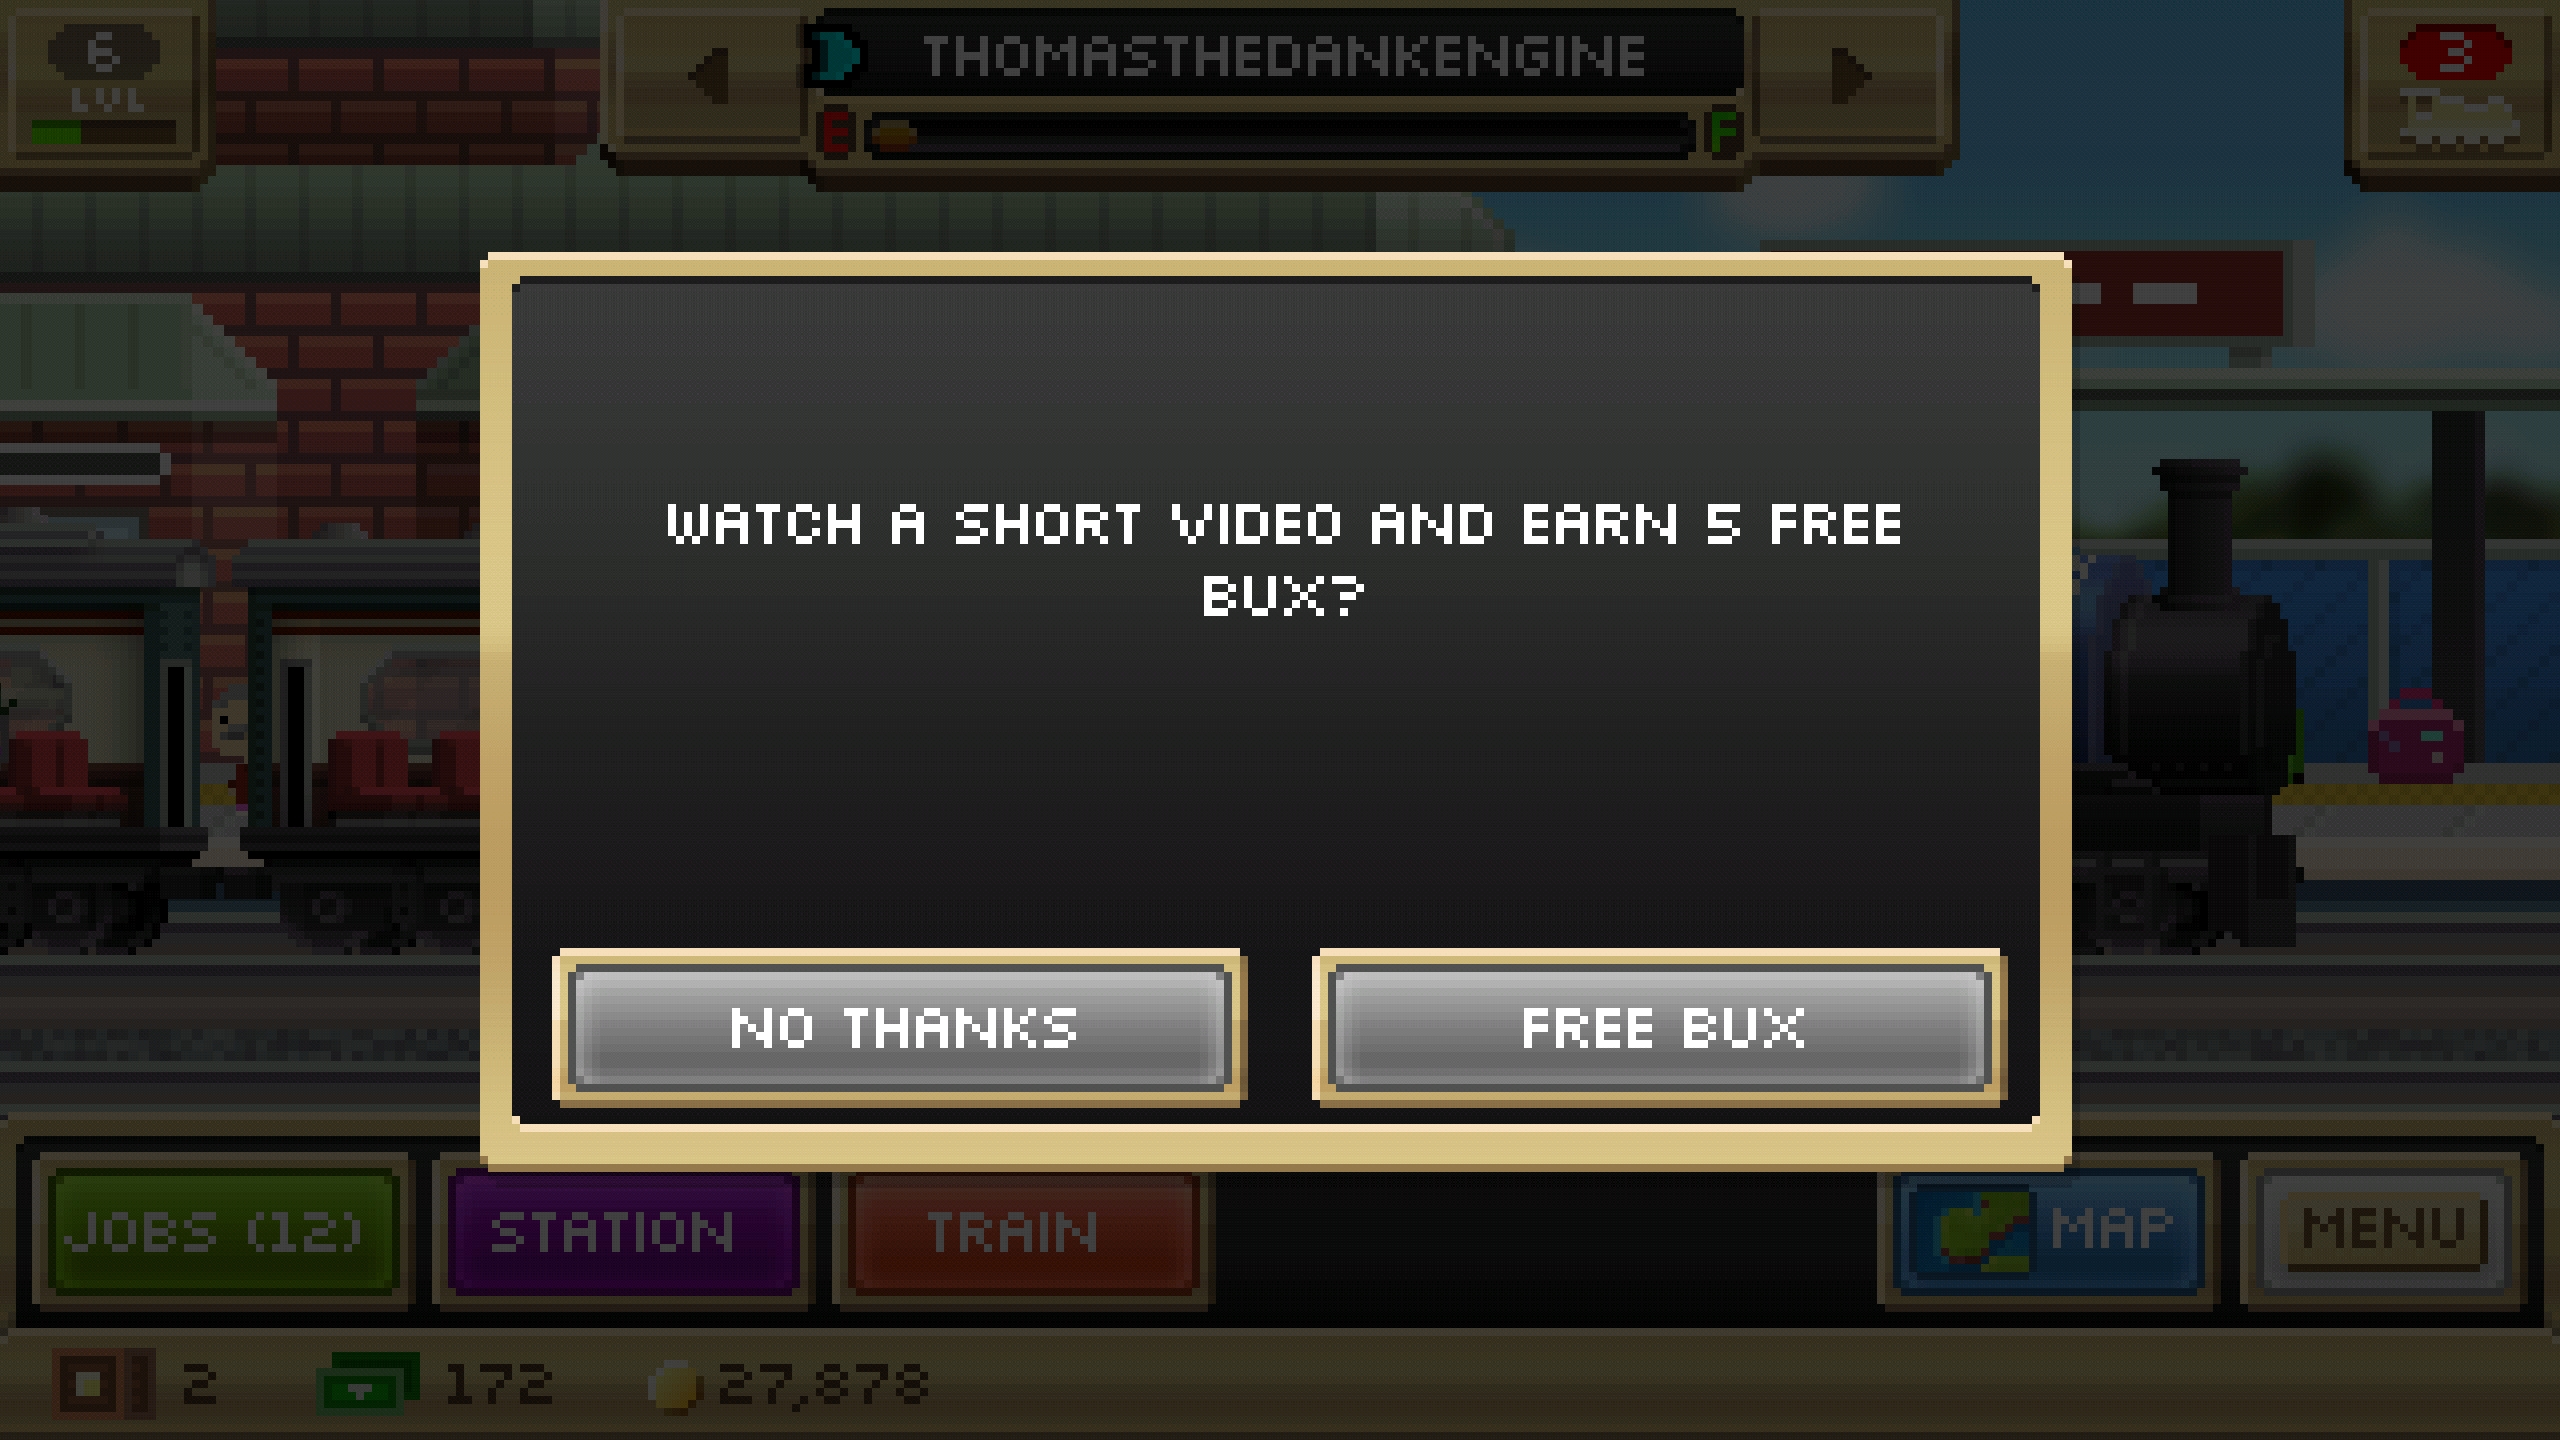 6
LVL
THOMASTHEDANKENGINE
E F
3
WATCH A SHORT VIDEO AND EARN 5 FREE
BUX?
NO THANKS
FREE BUX
JOBS (12)
STATION
TRAIN
MAP
MENU
2
172
27,878